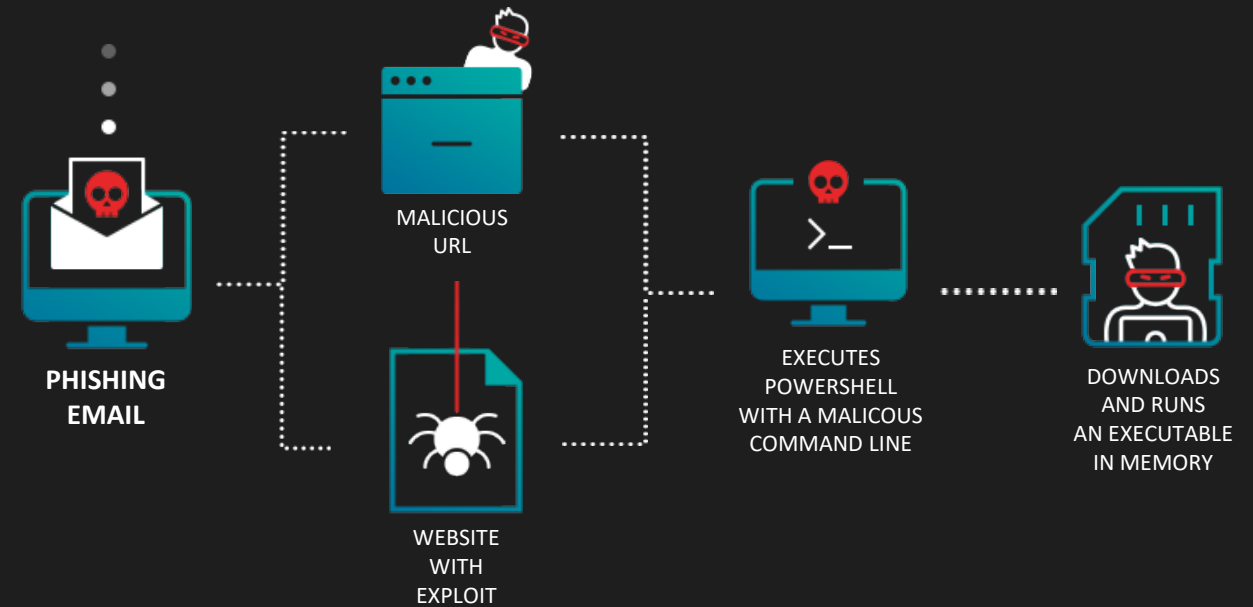 PHISHING
EMAIL
MALICIOUS
URL
WEBSITE
WITH
EXPLOIT
EXECUTES
POWERSHELL
WITH A MALICOUS
COMMAND LINE
DOWNLOADS
AND RUNS
AN EXECUTABLE
IN MEMORY